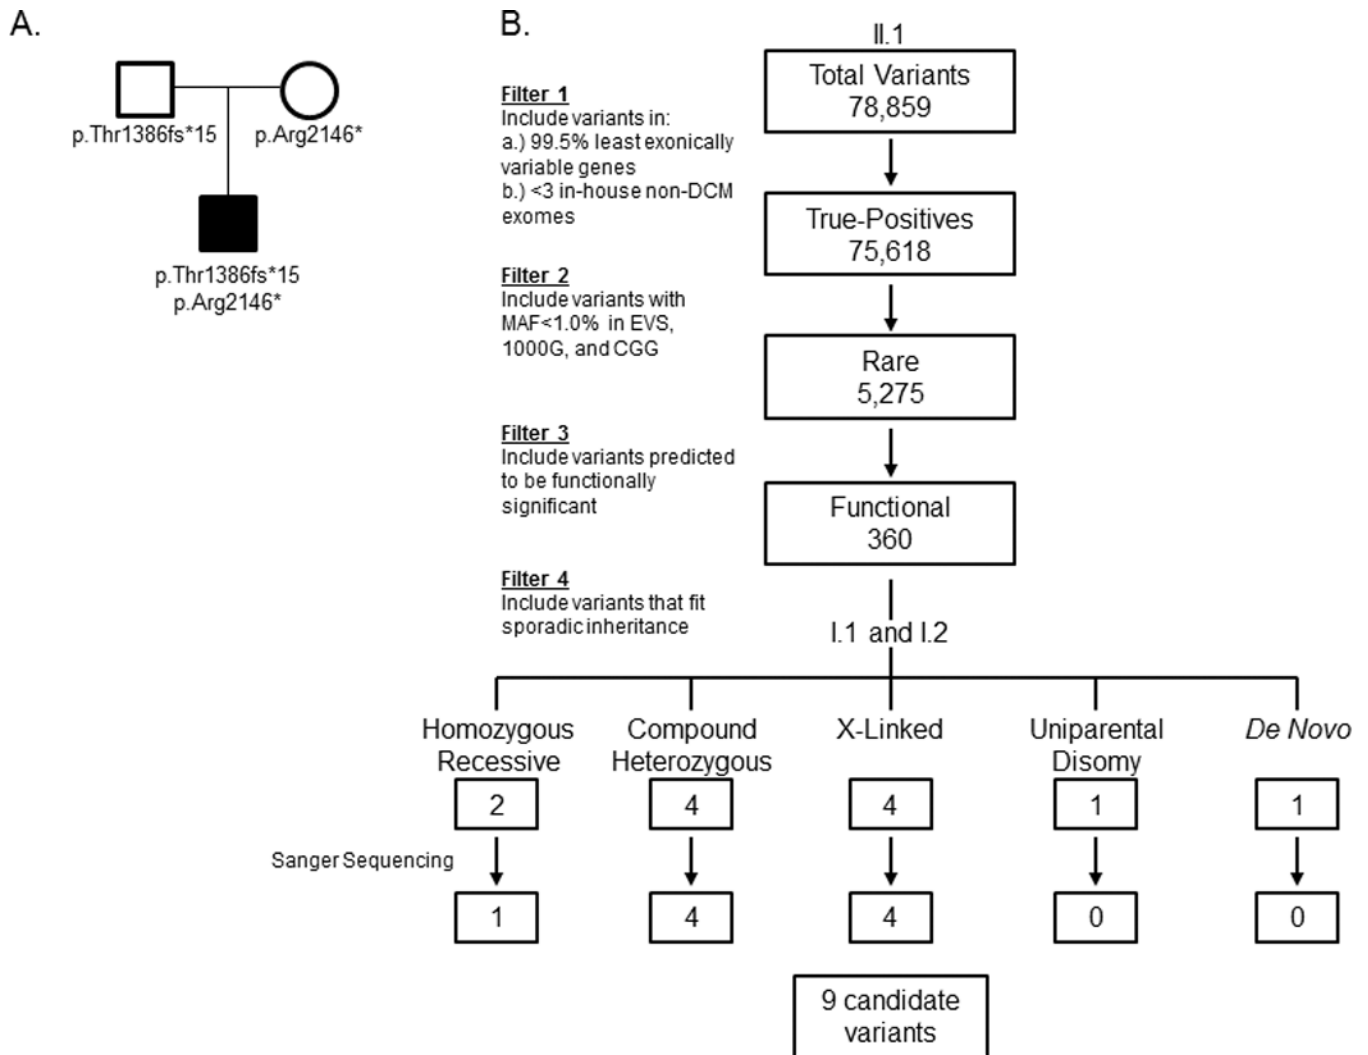 A.
p.Thr1386fs*15
p.Arg2146*
p.Thr1386fs*15
p.Arg2146*
B.
II.1
Total Variants
78,859
Filter 1
Include variants in:
a.) 99.5% least exonically
variable genes
b.) <3 in-house non-DCM
exomes
True-Positives
75,618
Filter 2
Include variants with
MAF<1.0% in EVS,
1000G, and CGG
Rare
5,275
Filter 3
Include variants predicted
to be functionally
significant
Functional
360
Filter 4
Include variants that fit
sporadic inheritance
I.1 and I.2
Homozygous
Recessive
Compound
Heterozygous
X-Linked
Uniparental
Disomy
De Novo
2
4
4
1
1
Sanger Sequencing
1
4
4
0
0
9 candidate
variants